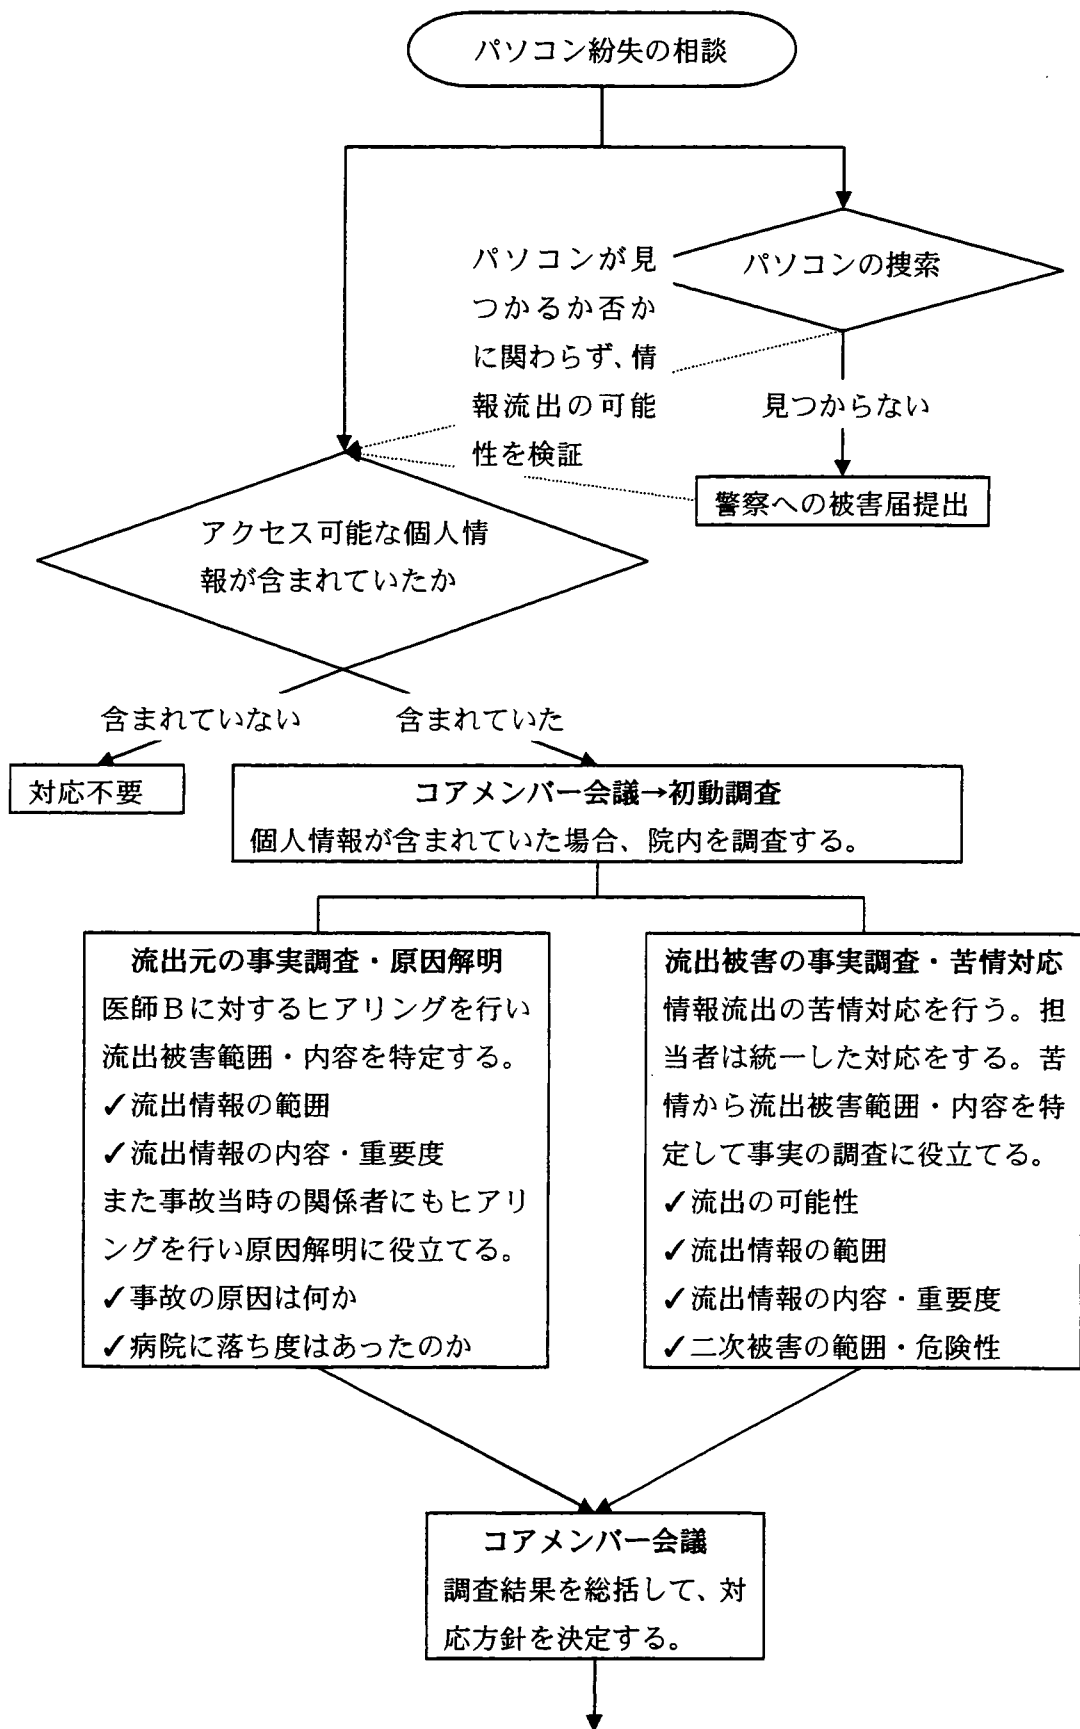 パソコン紛失の相談
パソコンの捜索
パソコンが見
つかるか否か
に関わらず、情
報流出の可能
性を検証
見つからない
警察への被害届提出
アクセス可能な個人情
報が含まれていたか
含まれていない
含まれていた
対応不要
コアメンバー会議→初動調査
個人情報が含まれていた場合、院内を調査する。
流出元の事実調査・原因解明
医師Bに対するヒアリングを行い
流出被害範囲・内容を特定する。
✓流出情報の範囲
✓流出情報の内容・重要度
また事故当時の関係者にもヒアリ
ングを行い原因解明に役立てる。
✓事故の原因は何か
✓病院に落ち度はあったのか
流出被害の事実調査・苦情対応
情報流出の苦情対応を行う。担
当者は統一した対応をする。苦
情から流出被害範囲・内容を特
定して事実の調査に役立てる。
✓流出の可能性
✓流出情報の範囲
✓流出情報の内容・重要度
✓二次被害の範囲・危険性
コアメンバー会議
調査結果を総括して、対
応方針を決定する。